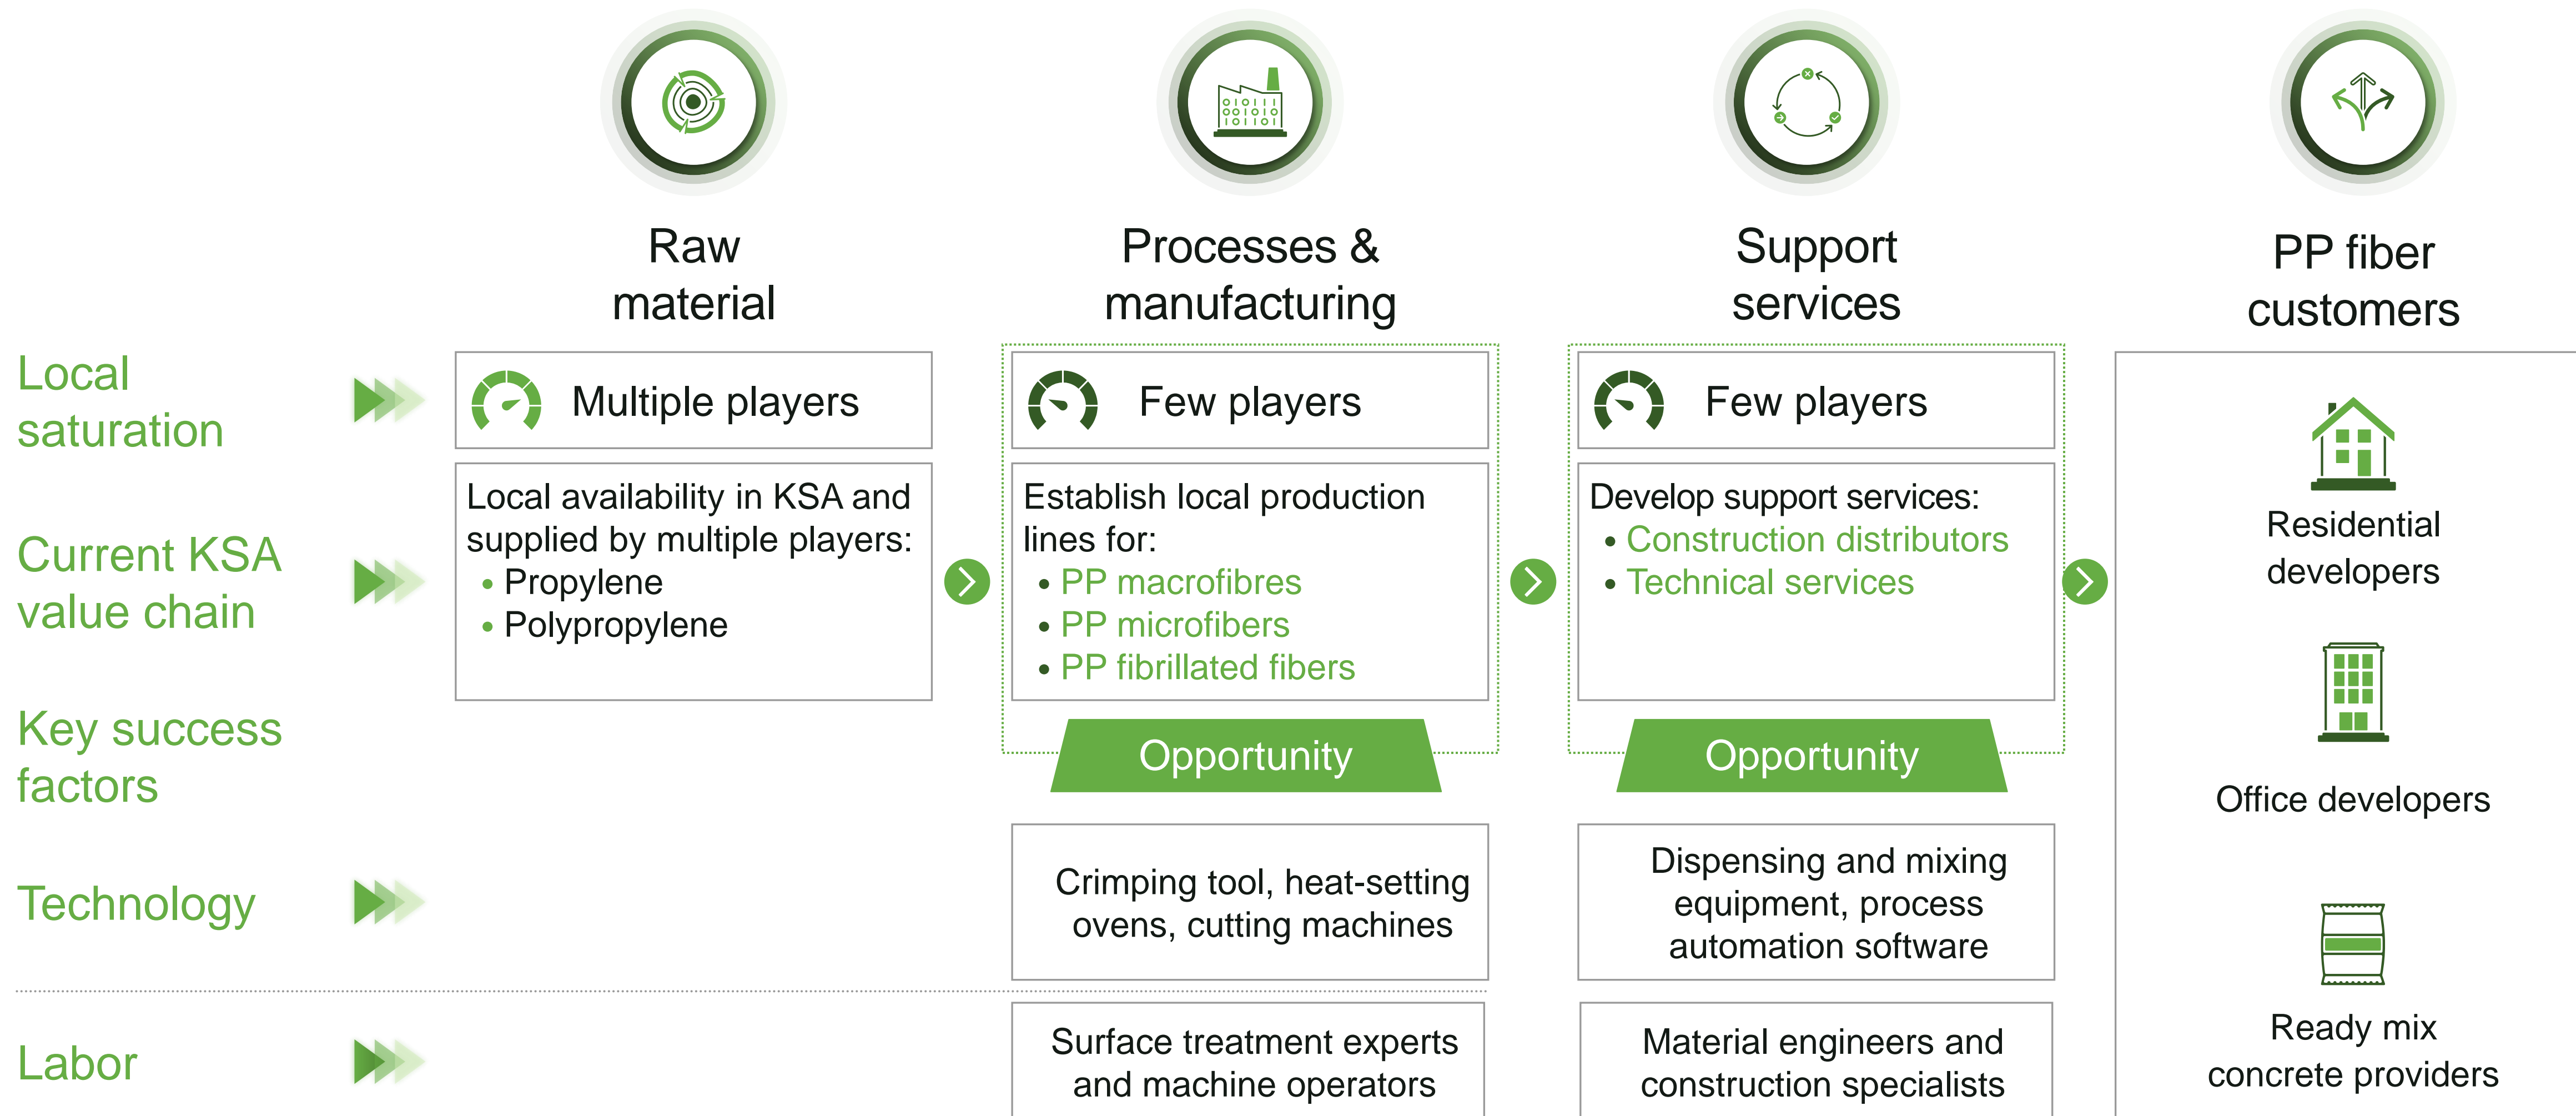 Raw
material
Processes &
manufacturing
Support
services
PP fiber
customers
Local
saturation
Multiple players
Few players
Few players
Current KSA
value chain
Local availability in KSA and
supplied by multiple players:
• Propylene
• Polypropylene
Establish local production
lines for:
• PP macrofibres
• PP microfibers
• PP fibrillated fibers
Develop support services:
• Construction distributors
• Technical services
Residential
developers
Key success
factors
Opportunity
Opportunity
Office developers
Technology
Crimping tool, heat-setting
ovens, cutting machines
Dispensing and mixing
equipment, process
automation software
Labor
Surface treatment experts
and machine operators
Material engineers and
construction specialists
Ready mix
concrete providers